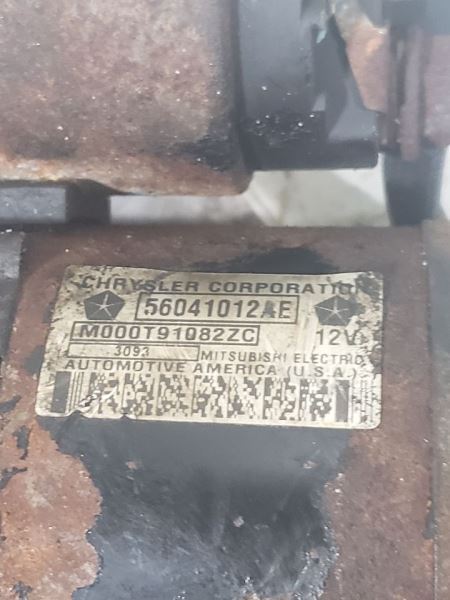 CHRYSLER CORPORATION
56041012AE
M000T91082ZC 12V
3093 MITSUBISHI ELECTRIC
AUTOMOTIVE AMERICA (U.S.A.)